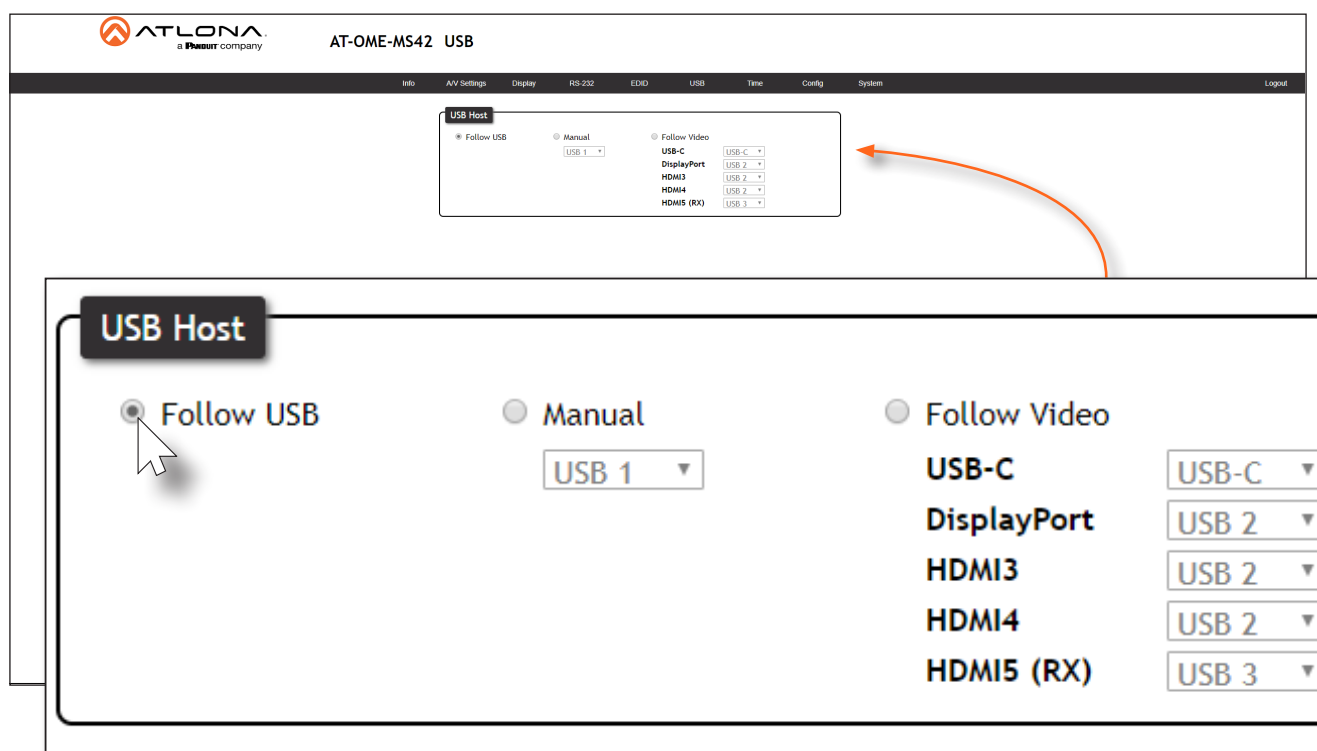 ATLONA.
a PANDUIT company
AT-OME-MS42 USB
Info A/V Settings Display RS-232 EDID USB Time Config System Logout
USB Host
Follow USB Manual Follow Video
USB 1 USB-C USB-C
DisplayPort USB 2
HDMI3 USB 2
HDMI4 USB 2
HDMI5 (RX) USB 3
USB Host
Follow USB Manual Follow Video
USB 1 USB-C USB-C
DisplayPort USB 2
HDMI3 USB 2
HDMI4 USB 2
HDMI5 (RX) USB 3